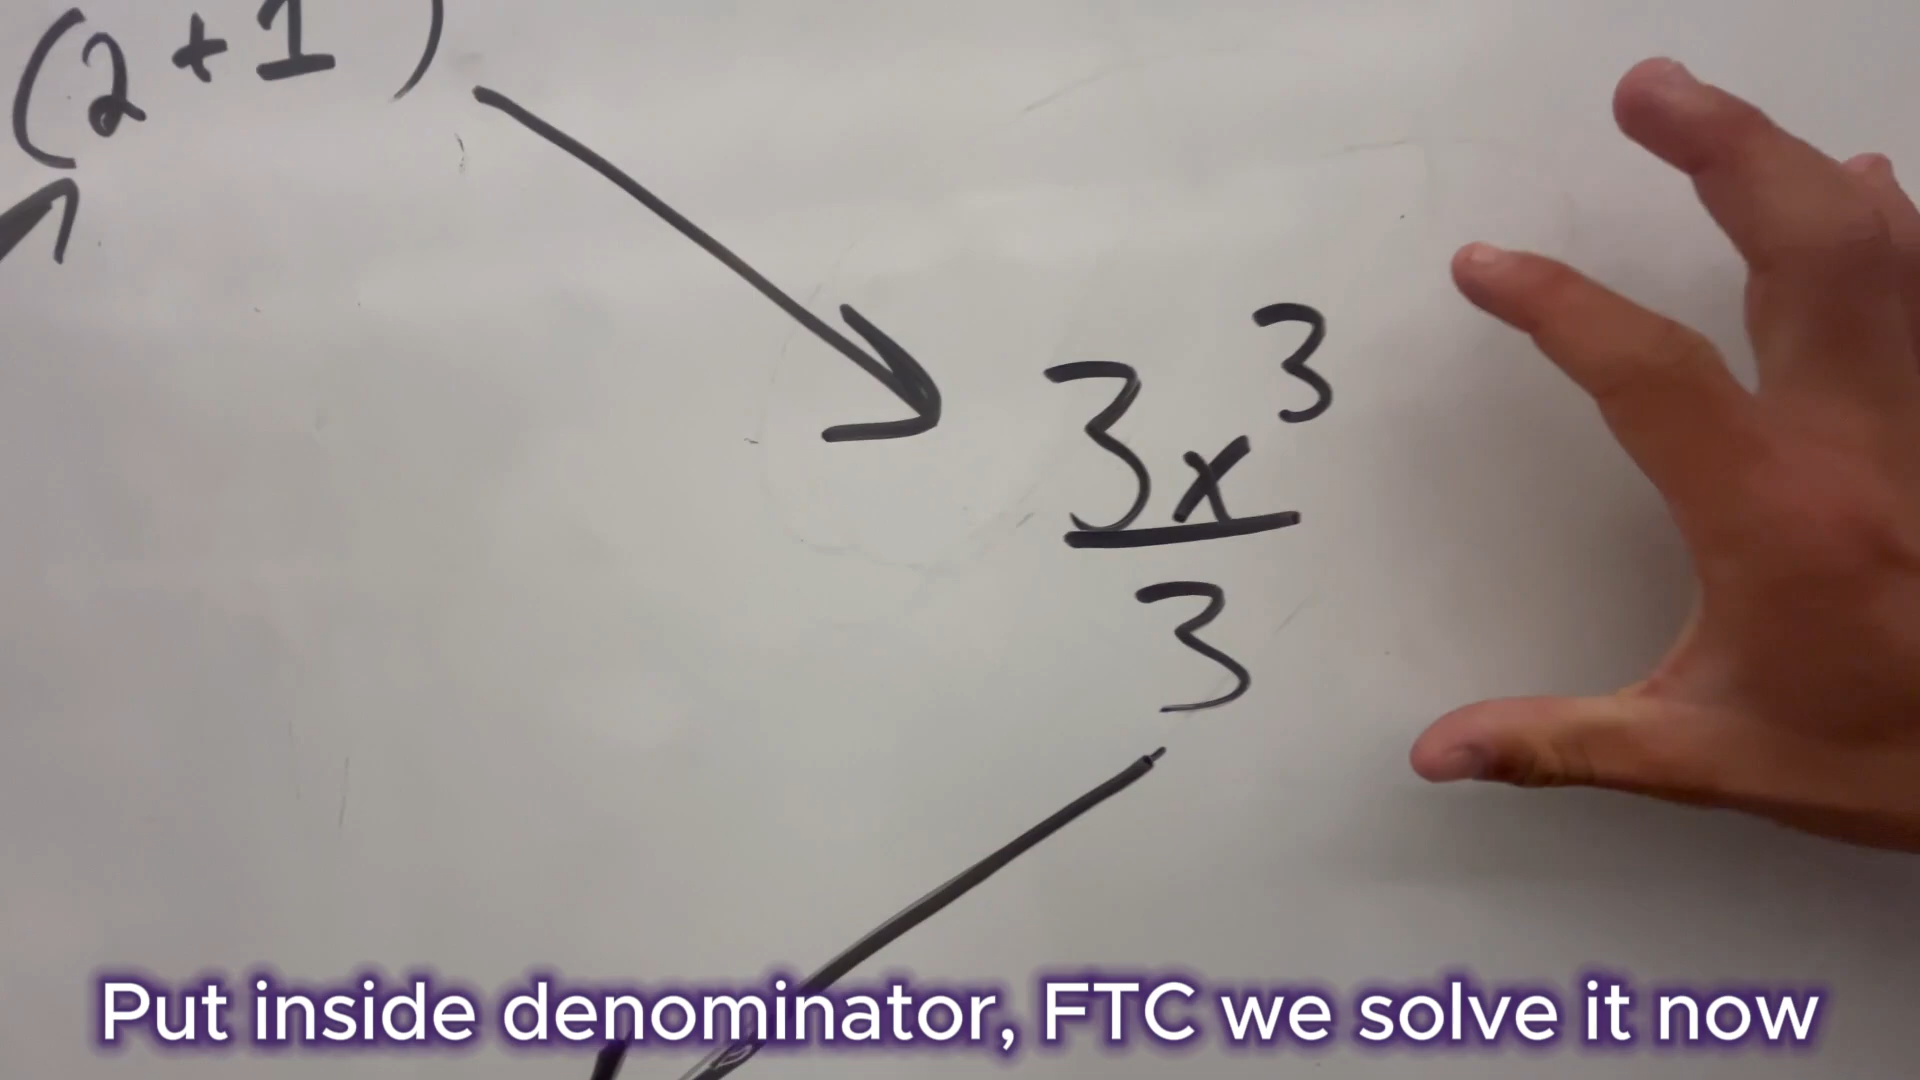 (2+1)
3x³
3
Put inside denominator, FTC we solve it now